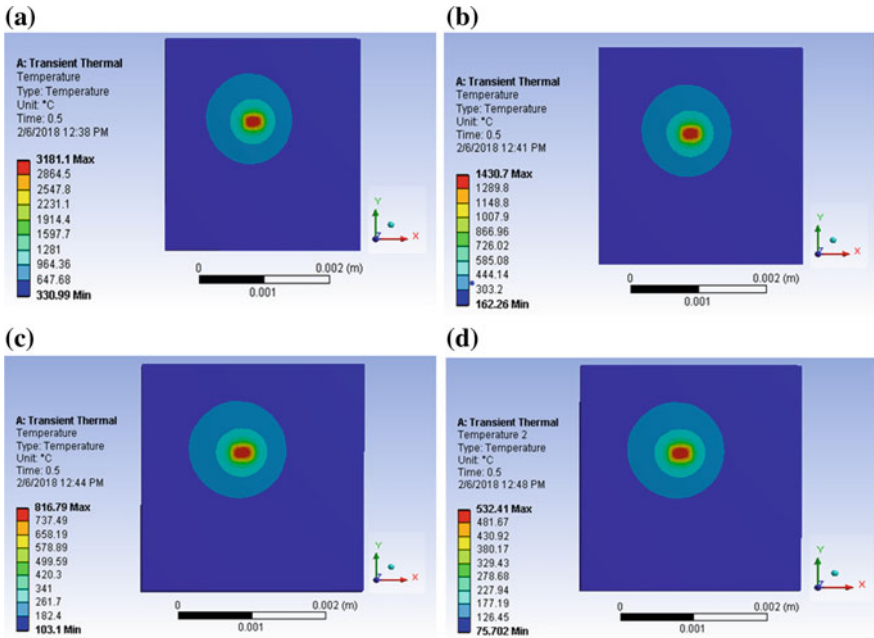 (a)
A: Transient Thermal
Temperature
Type: Temperature
Unit: °C
Time: 0.5
2/6/2018 12:38 PM
3181.1 Max
2864.5
2547.8
2231.1
1914.4
1597.7
1281
964.36
647.68
330.99 Min
Y
X
0
0.002 (m)
0.001
(b)
A: Transient Thermal
Temperature
Type: Temperature
Unit: °C
Time: 0.5
2/6/2018 12:41 PM
1430.7 Max
1289.8
1148.8
1007.9
866.96
726.02
585.08
444.14
303.2
162.26 Min
Y
X
0
0.002 (m)
0.001
(c)
A: Transient Thermal
Temperature
Type: Temperature
Unit: °C
Time: 0.5
2/6/2018 12:44 PM
816.79 Max
737.49
658.19
578.89
499.59
420.3
341
261.7
182.4
103.1 Min
Y
X
0
0.002 (m)
0.001
(d)
A: Transient Thermal
Temperature 2
Type: Temperature
Unit: °C
Time: 0.5
2/6/2018 12:48 PM
532.41 Max
481.67
430.92
380.17
329.43
278.68
227.94
177.19
126.45
75.702 Min
Y
X
0
0.002 (m)
0.001